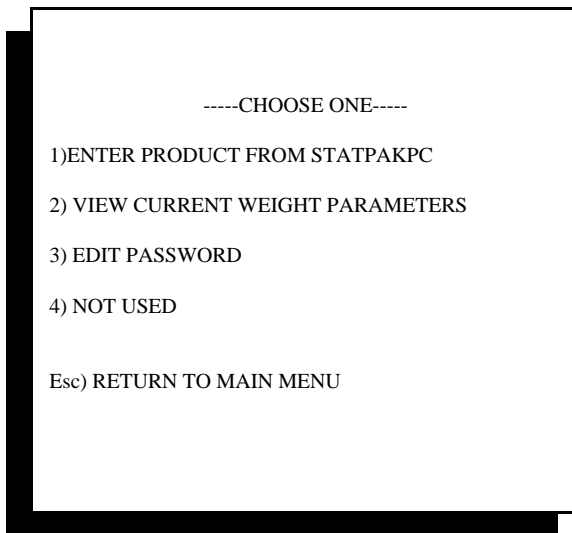 -----CHOOSE ONE-----
1)ENTER PRODUCT FROM STATPAKPC
2) VIEW CURRENT WEIGHT PARAMETERS
3) EDIT PASSWORD
4) NOT USED
Esc) RETURN TO MAIN MENU